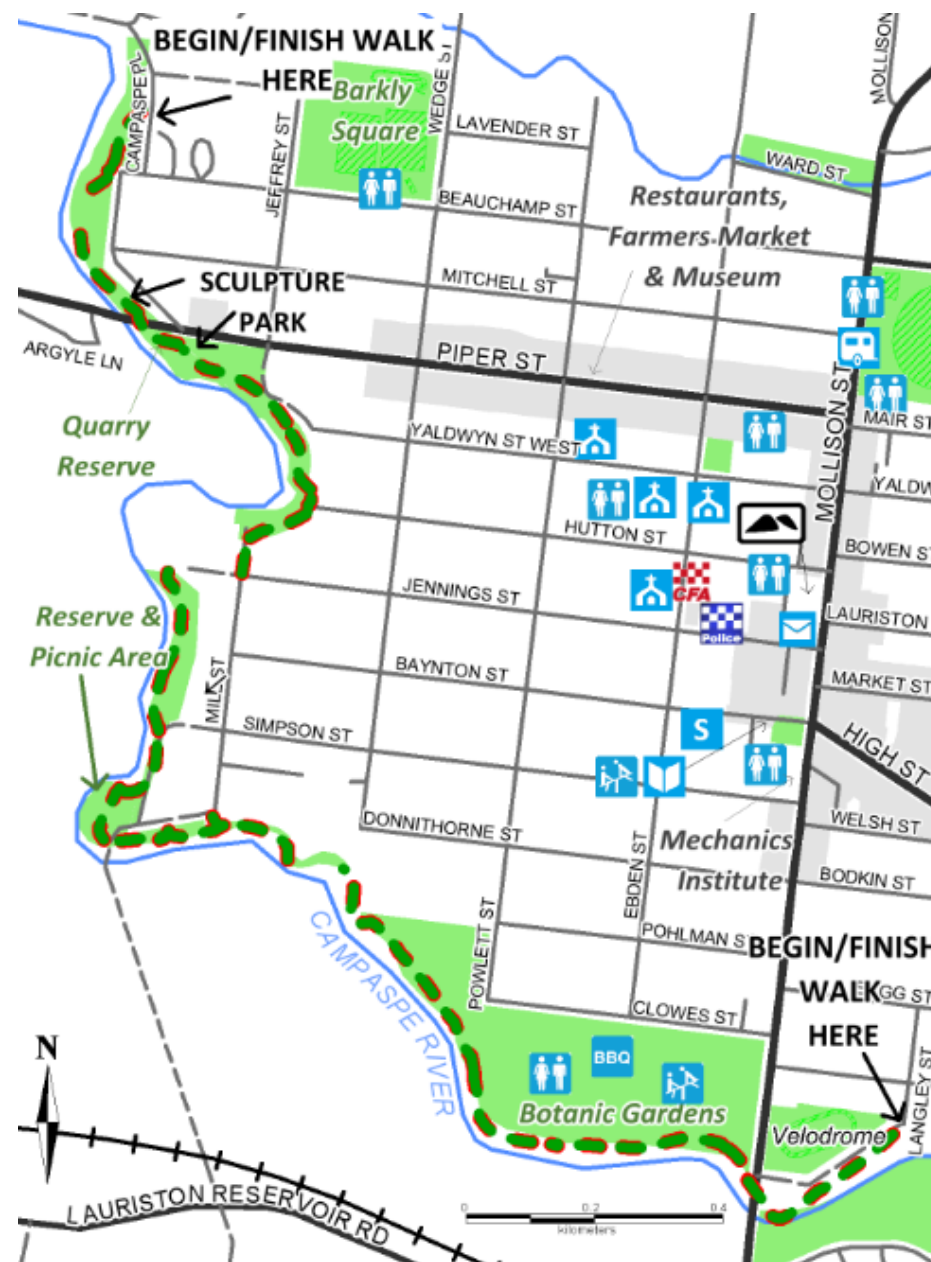 BEGIN/FINISH WALK
HERE
Barkly
Square
CAMPASPE PL
JEFFREY ST
WEDGE ST
LAVENDER ST
MOLLISON
WARD ST
BEAUCHAMP ST
Restaurants,
Farmers Market
& Museum
MITCHELL ST
SCULPTURE
PARK
ARGYLE LN
PIPER ST
MOLLISON ST
MAIR ST
Quarry
Reserve
YALDWYN ST WEST
YALDW
HUTTON ST
BOWEN ST
JENNINGS ST
CFA
Police
LAURISTON
Reserve &
Picnic Area
BAYNTON ST
MARKET ST
MILL ST
SIMPSON ST
S
HIGH ST
DONNITHORNE ST
EBDEN ST
Mechanics
Institute
WELSH ST
BODKIN ST
POWLETT ST
POHLMAN S
BEGIN/FINISH
WALK
HERE
GG ST
CAMPASPE RIVER
CLOWES ST
N
BBQ
Botanic Gardens
Velodrome
LANGLEY ST
LAURISTON RESERVOIR RD
0 0.2 0.4
kilometers